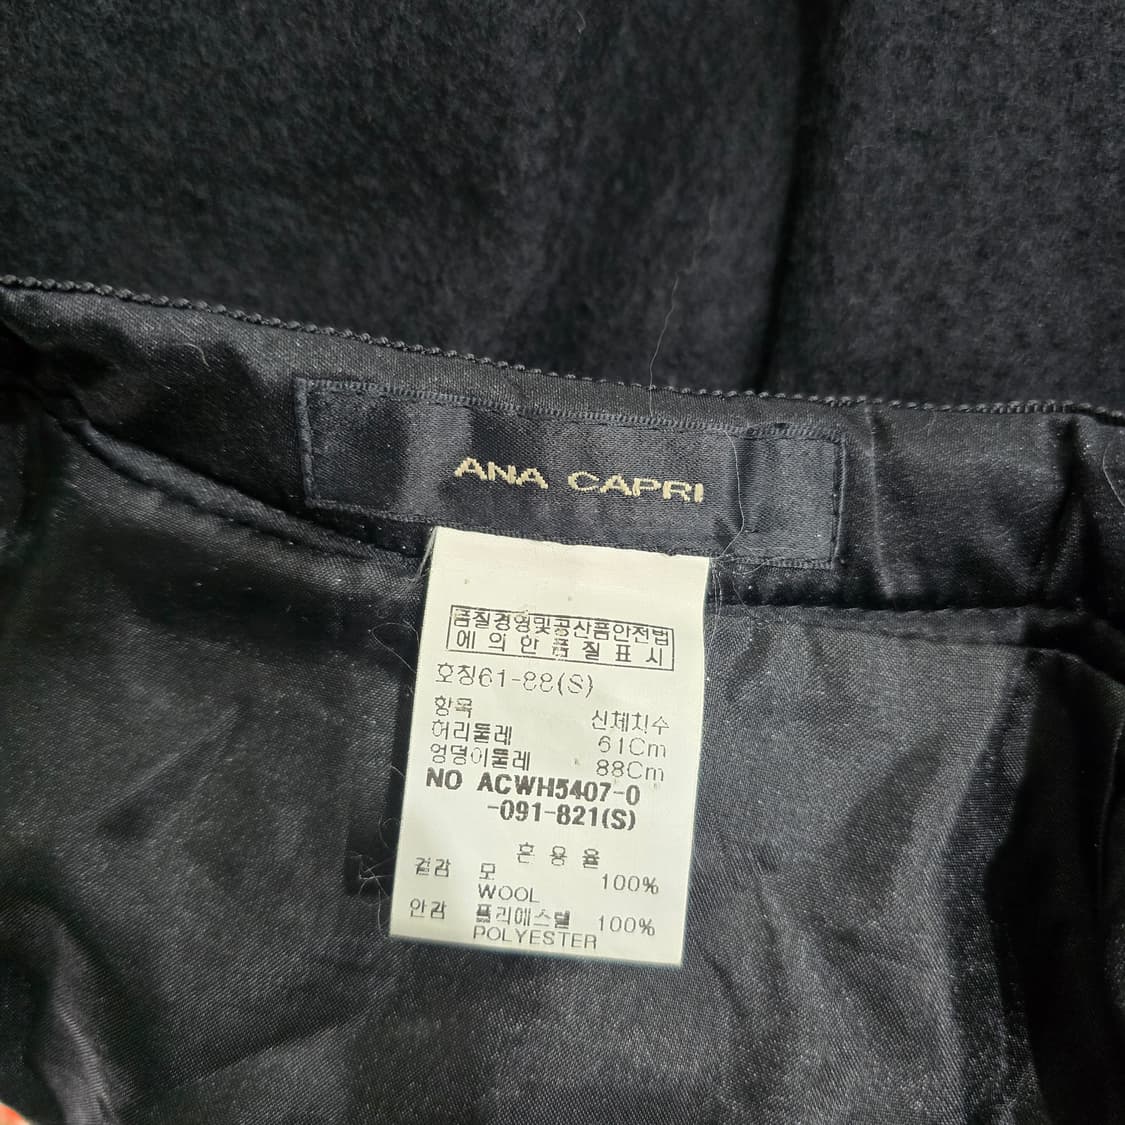 ANA CAPRI
품질경영및공산품안전법
에 의 한 품 질 표 시
호칭61-88(S)
항목 신체치수
허리둘레 61Cm
엉덩이둘레 88Cm
NO ACWH5407-0
-091-821(S)
혼 용 율
겉감 모 100%
WOOL
안감 폴리에스텔 100%
POLYESTER